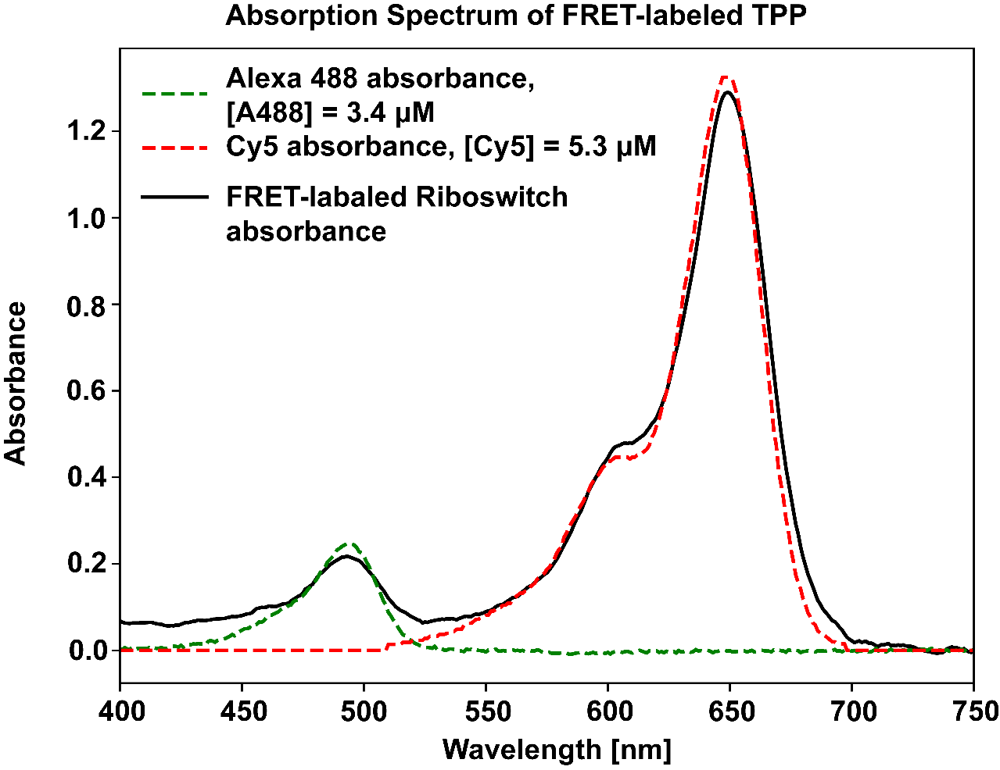 Absorption Spectrum of FRET-labeled TPP
Alexa 488 absorbance,
[A488] = 3.4 µM
Cy5 absorbance, [Cy5] = 5.3 µM
FRET-labaled Riboswitch
absorbance
Absorbance
1.2
1.0
0.8
0.6
0.4
0.2
0.0
400 450 500 550 600 650 700 750
Wavelength [nm]